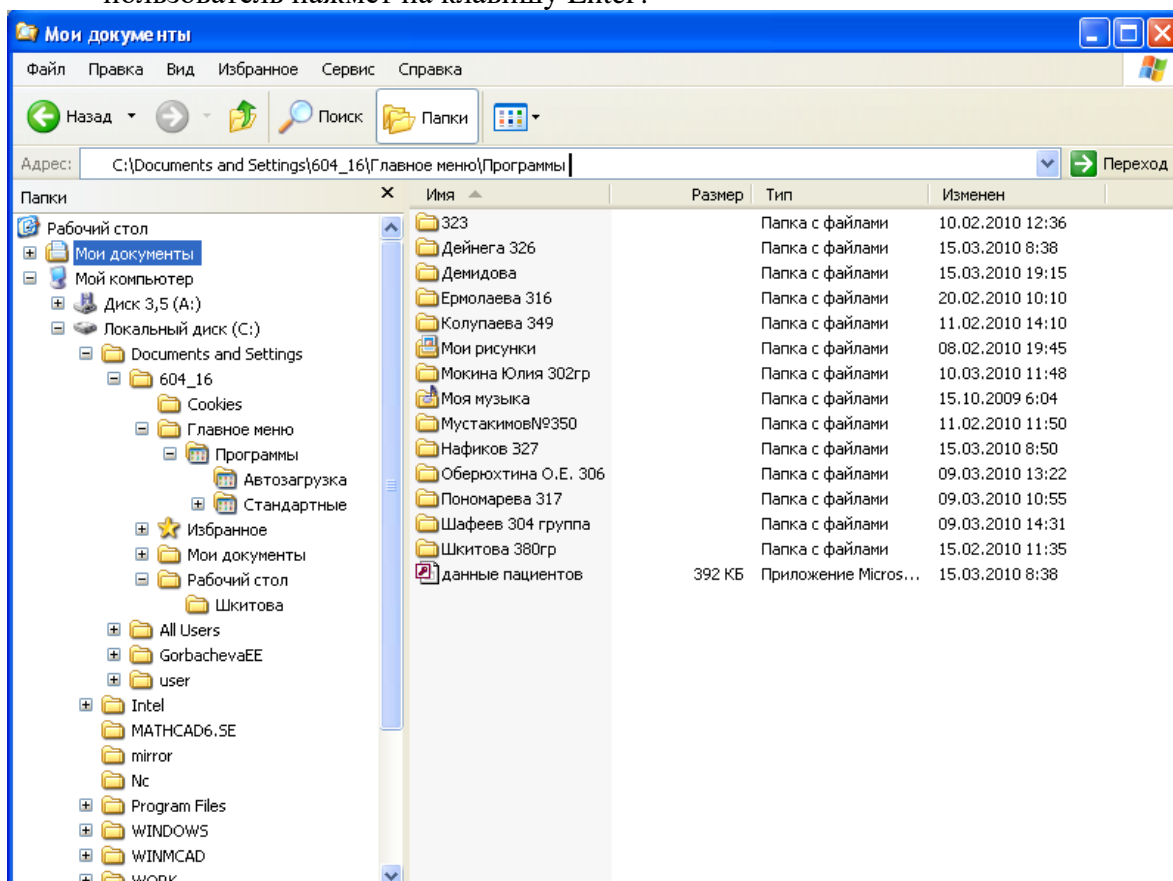 пользователь нажмет на клавишу Enter?
Мои документы
Файл Правка Вид Избранное Сервис Справка
Назад Поиск Папки
Адрес: C:\Documents and Settings\604_16\Главное меню\Программы Переход
Папки
Имя Размер Тип Изменен
Рабочий стол
Мои документы
Мой компьютер
Диск 3,5 (A:)
Локальный диск (C:)
Documents and Settings
604_16
Cookies
Главное меню
Программы
Автозагрузка
Стандартные
Избранное
Мои документы
Рабочий стол
Шкитова
All Users
GorbachevaEE
user
Intel
MATHCAD6.SE
mirror
Nc
Program Files
WINDOWS
WINMCAD
WORK
323 Папка с файлами 10.02.2010 12:36
Дейнега 326 Папка с файлами 15.03.2010 8:38
Демидова Папка с файлами 15.03.2010 19:15
Ермолаева 316 Папка с файлами 20.02.2010 10:10
Колупаева 349 Папка с файлами 11.02.2010 14:10
Мои рисунки Папка с файлами 08.02.2010 19:45
Мокина Юлия 302гр Папка с файлами 10.03.2010 11:48
Моя музыка Папка с файлами 15.10.2009 6:04
Мустакимов№350 Папка с файлами 11.02.2010 11:50
Нафиков 327 Папка с файлами 15.03.2010 8:50
Оберюхтина О.Е. 306 Папка с файлами 09.03.2010 13:22
Пономарева 317 Папка с файлами 09.03.2010 10:55
Шафеев 304 группа Папка с файлами 09.03.2010 14:31
Шкитова 380гр Папка с файлами 15.02.2010 11:35
данные пациентов 392 КБ Приложение Micros... 15.03.2010 8:38